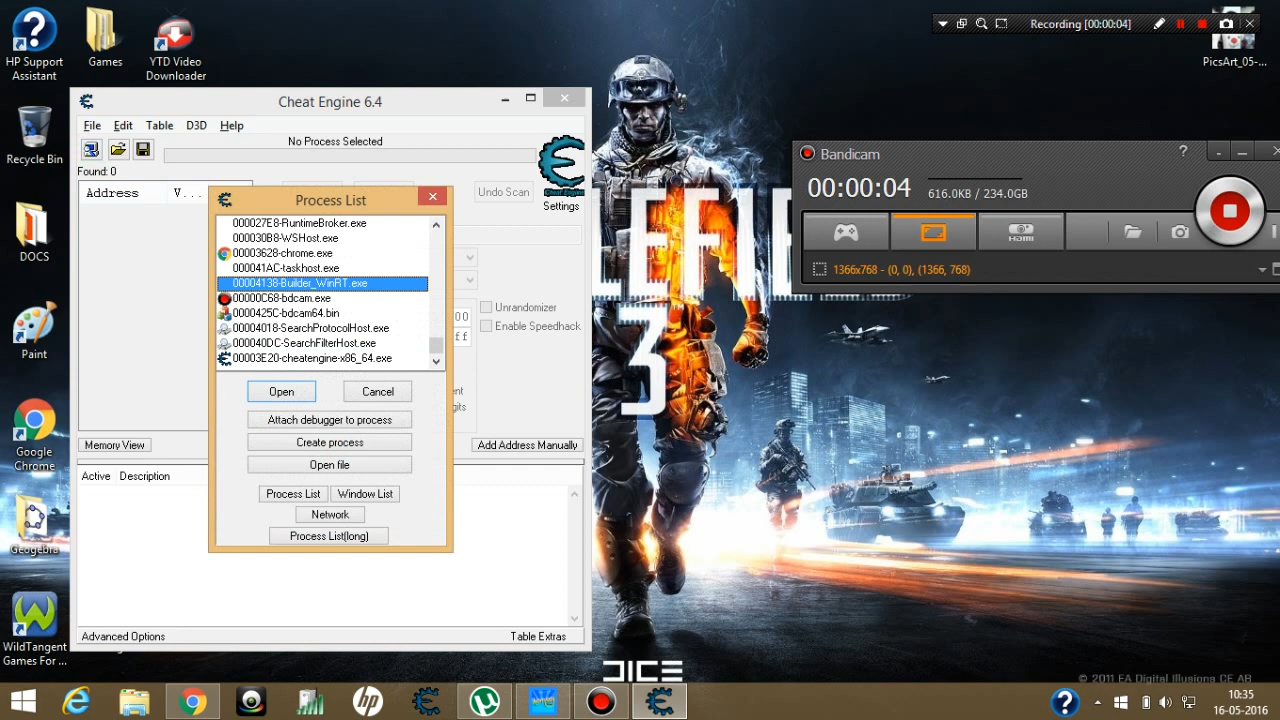 HP Support
Assistant
Games
YTD Video
Downloader
Recycle Bin
DOCS
Paint
Google
Chrome
Geogebra
WildTangent
Games For ...
PicsArt_05-...
Recording [00:00:04]
Cheat Engine 6.4
File Edit Table D3D Help
No Process Selected
Found: 0
Address V...
Undo Scan
Cheat Engine
Settings
Unrandomizer
Enable Speedhack
Memory View
Add Address Manually
Active Description
Advanced Options
Table Extras
Process List
000027E8-RuntimeBroker.exe
000030B8-WSHost.exe
00003628-chrome.exe
000041AC-taskhost.exe
00004138-Builder_WinRT.exe
00000C68-bdcam.exe
0000425C-bdcam64.bin
00004018-SearchProtocolHost.exe
000040DC-SearchFilterHost.exe
00003E20-cheatengine-x86_64.exe
Open
Cancel
Attach debugger to process
Create process
Open file
Process List
Window List
Network
Process List(long)
Bandicam
?
00:00:04
616.0KB / 234.0GB
HDMI
1366x768 - (0, 0), (1366, 768)
3
DICE
© 2011 EA Digital Illusions CE AB
10:35
16-05-2016